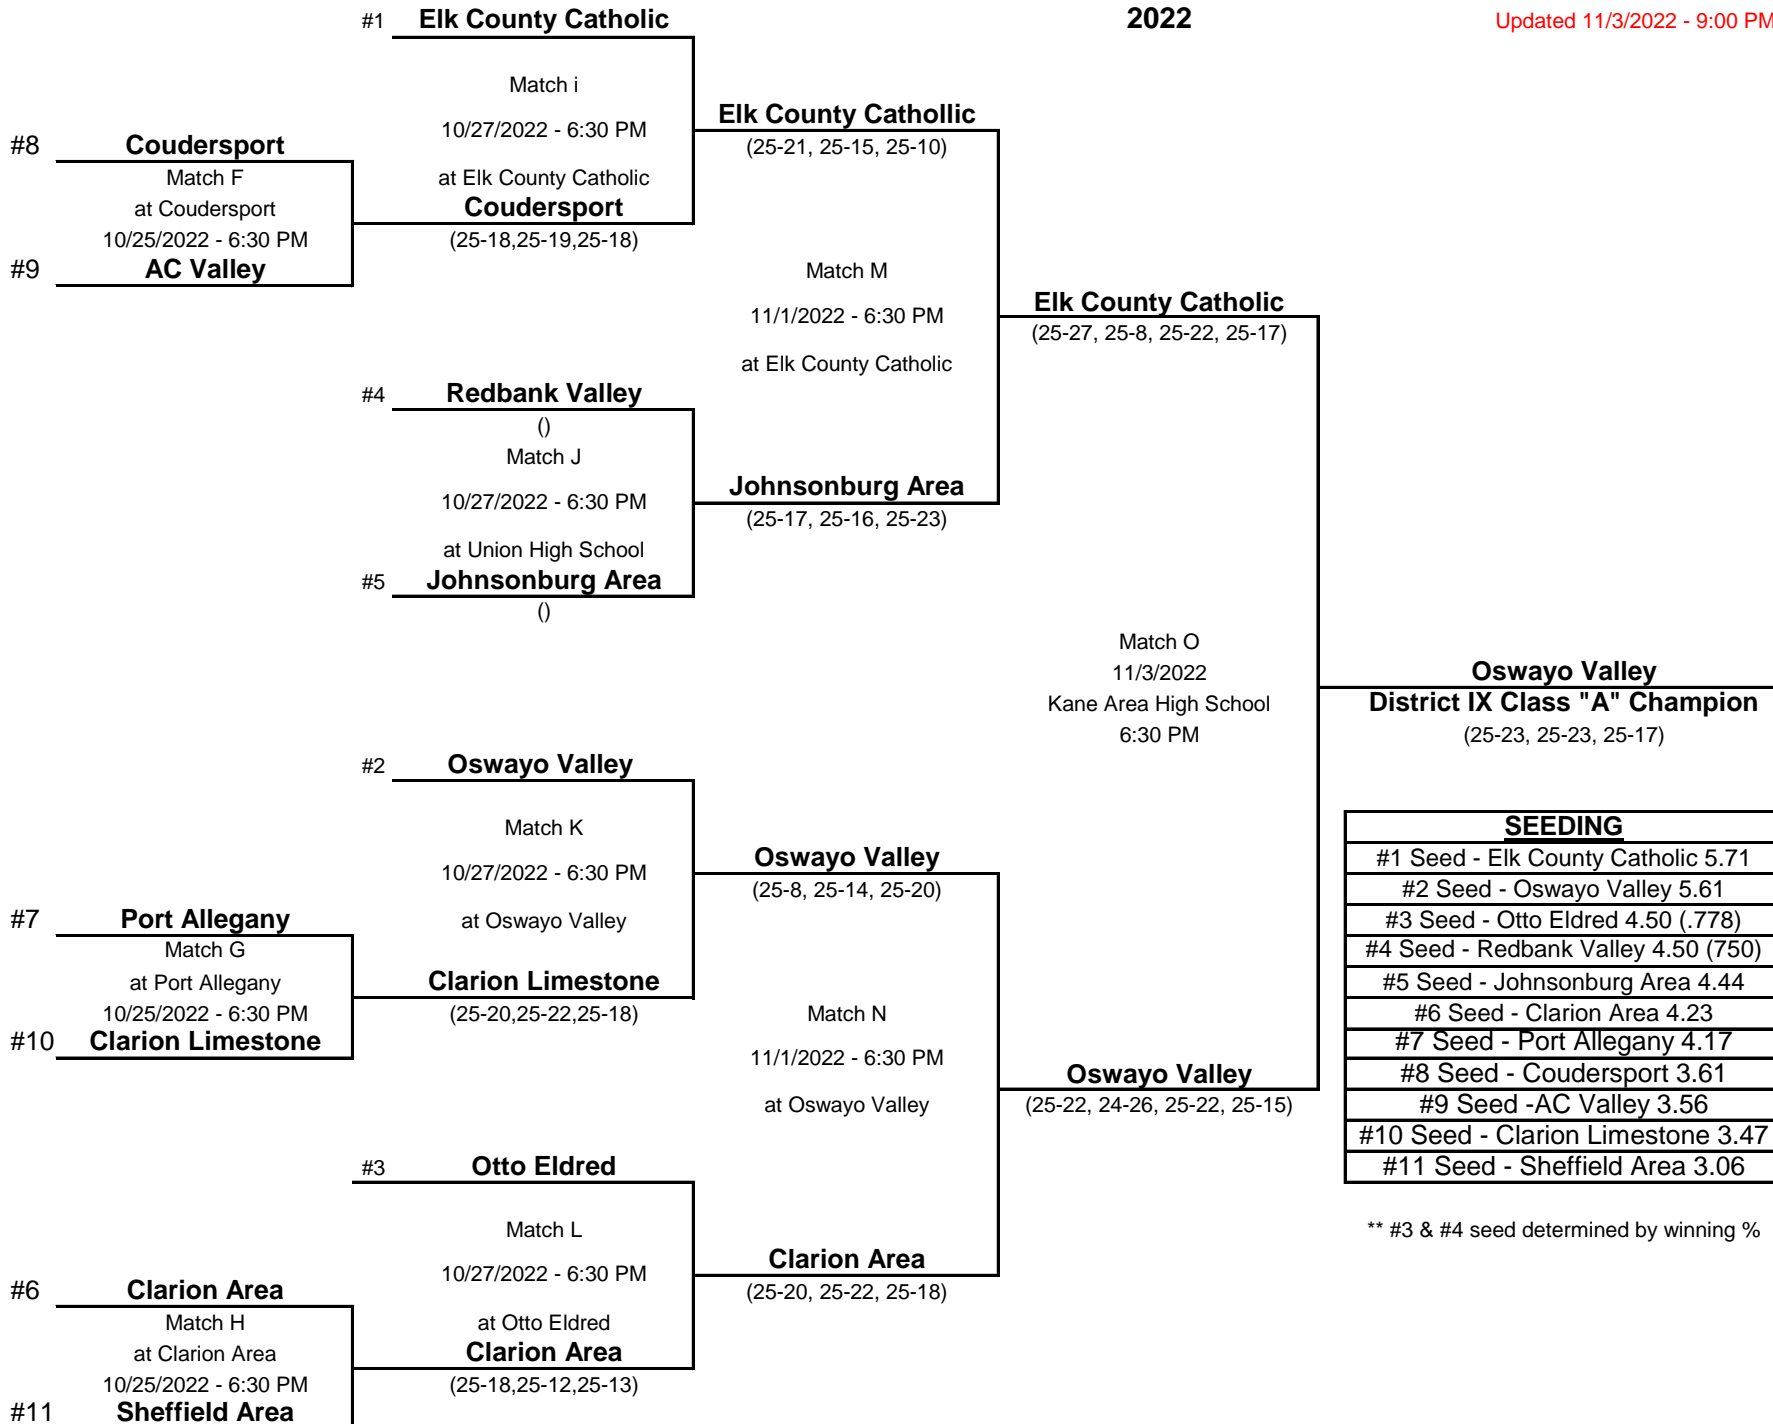 #1 Elk County Catholic
2022
Updated 11/3/2022 - 9:00 PM
Match i
10/27/2022 - 6:30 PM
at Elk County Catholic
#8 Coudersport
Match F
at Coudersport
10/25/2022 - 6:30 PM
#9 AC Valley
Coudersport
(25-18,25-19,25-18)
Elk County Cathollic
(25-21, 25-15, 25-10)
Match M
11/1/2022 - 6:30 PM
at Elk County Catholic
Elk County Catholic
(25-27, 25-8, 25-22, 25-17)
#4 Redbank Valley
()
Match J
10/27/2022 - 6:30 PM
at Union High School
#5 Johnsonburg Area
()
Johnsonburg Area
(25-17, 25-16, 25-23)
Match O
11/3/2022
Kane Area High School
6:30 PM
Oswayo Valley
District IX Class "A" Champion
(25-23, 25-23, 25-17)
#2 Oswayo Valley
Match K
10/27/2022 - 6:30 PM
at Oswayo Valley
#7 Port Allegany
Match G
at Port Allegany
10/25/2022 - 6:30 PM
#10 Clarion Limestone
Clarion Limestone
(25-20,25-22,25-18)
Oswayo Valley
(25-8, 25-14, 25-20)
Match N
11/1/2022 - 6:30 PM
at Oswayo Valley
Oswayo Valley
(25-22, 24-26, 25-22, 25-15)
#3 Otto Eldred
Match L
10/27/2022 - 6:30 PM
at Otto Eldred
#6 Clarion Area
Match H
at Clarion Area
10/25/2022 - 6:30 PM
#11 Sheffield Area
Clarion Area
(25-18,25-12,25-13)
Clarion Area
(25-20, 25-22, 25-18)
SEEDING
#1 Seed - Elk County Catholic 5.71
#2 Seed - Oswayo Valley 5.61
#3 Seed - Otto Eldred 4.50 (.778)
#4 Seed - Redbank Valley 4.50 (750)
#5 Seed - Johnsonburg Area 4.44
#6 Seed - Clarion Area 4.23
#7 Seed - Port Allegany 4.17
#8 Seed - Coudersport 3.61
#9 Seed -AC Valley 3.56
#10 Seed - Clarion Limestone 3.47
#11 Seed - Sheffield Area 3.06
** #3 & #4 seed determined by winning %